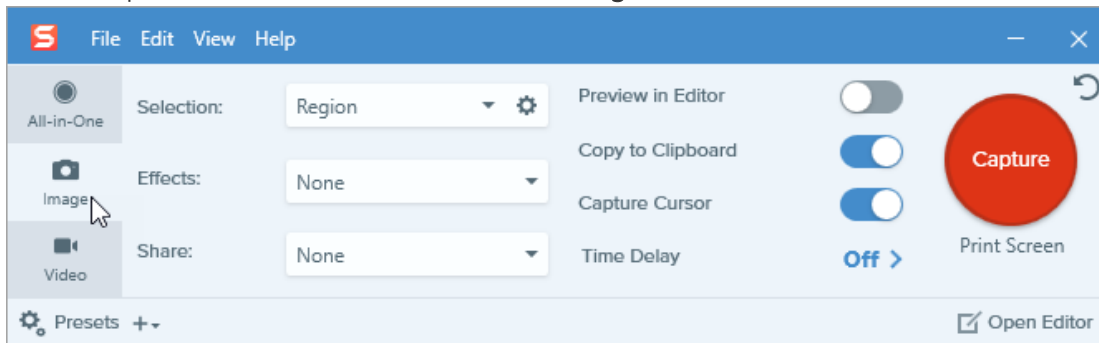 S File Edit View Help
All-in-One
Image
Video
Selection: Region
Effects: None
Share: None
Preview in Editor
Copy to Clipboard
Capture Cursor
Time Delay Off >
Capture
Print Screen
Presets + Open Editor